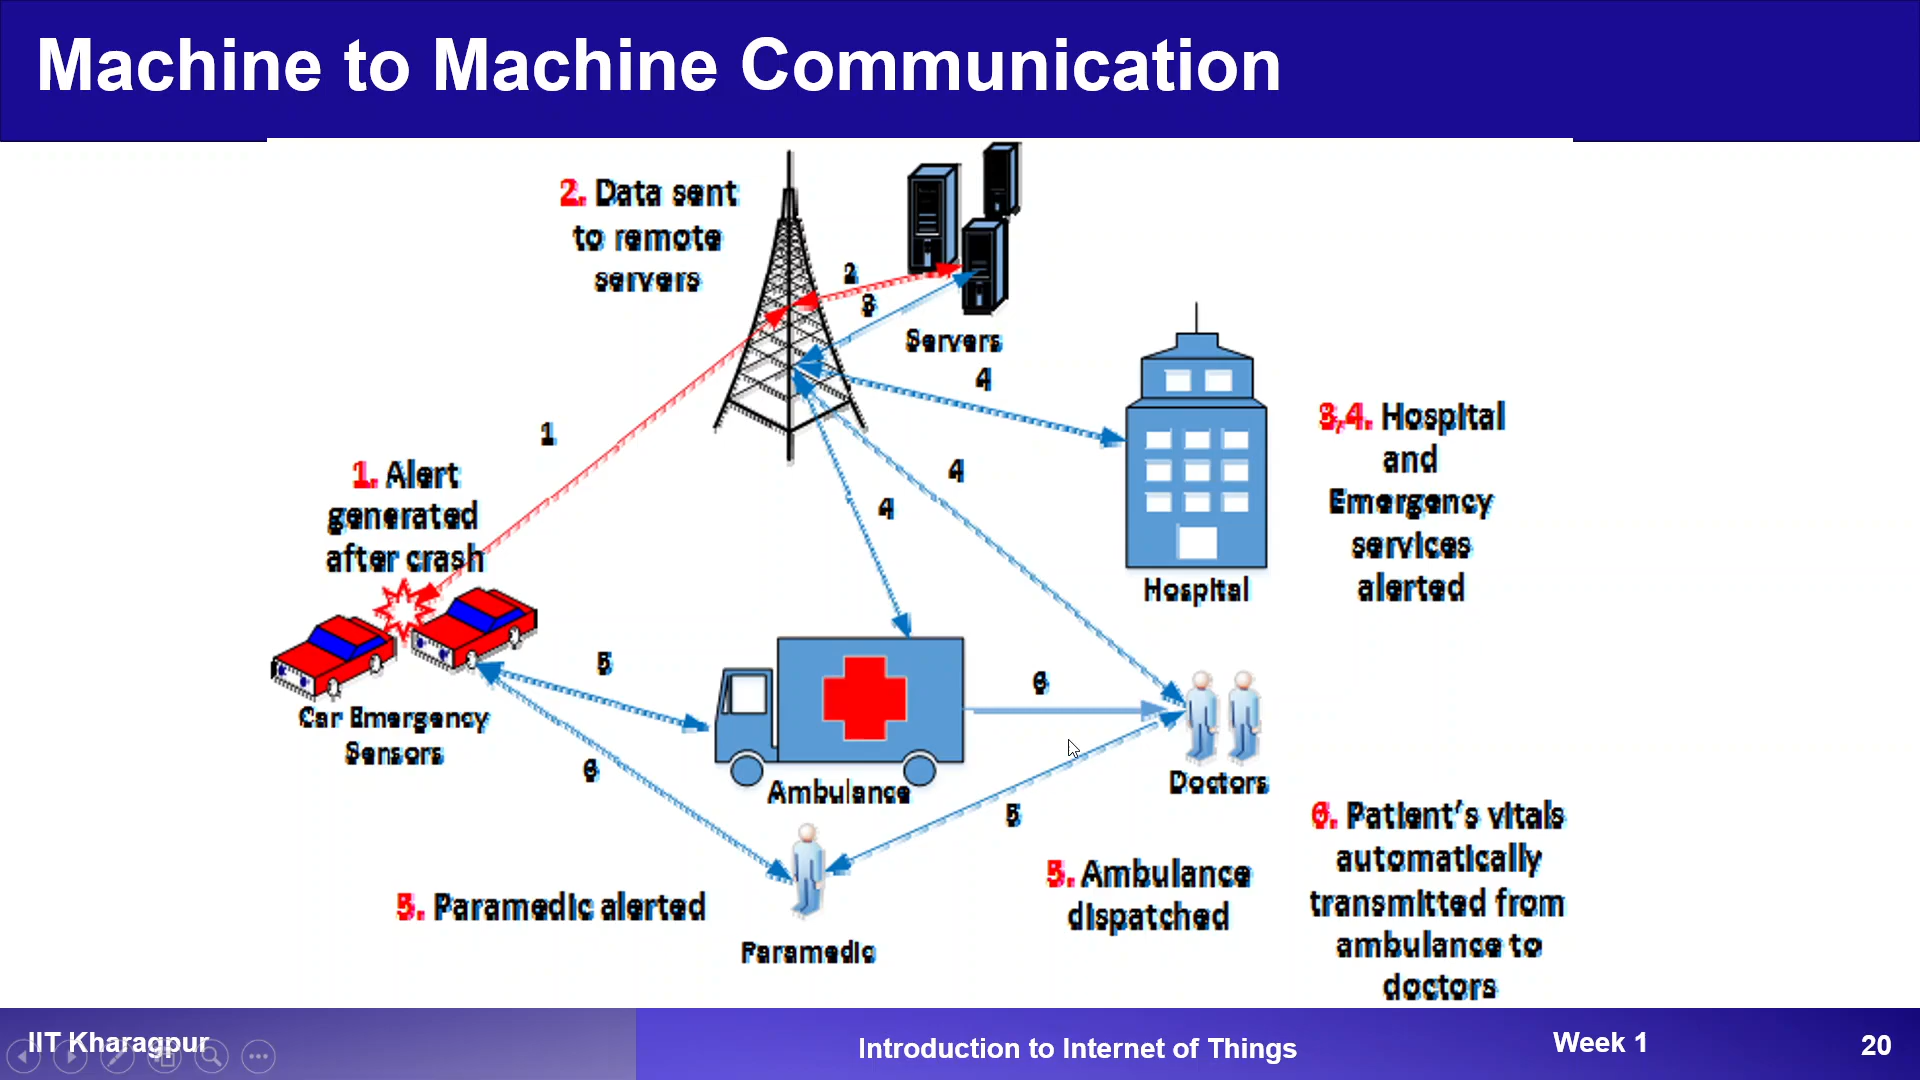 Machine to Machine Communication
2. Data sent
to remote
servers
2
3
Servers
4
1
4
4
3,4. Hospital
and
Emergency
services
alerted
1. Alert
generated
after crash
Hospital
5
6
Car Emergency
Sensors
6
Ambulance
Doctors
5
5. Paramedic alerted
Paramedic
5. Ambulance
dispatched
6. Patient's vitals
automatically
transmitted from
ambulance to
doctors
IIT Kharagpur
Introduction to Internet of Things
Week 1
20